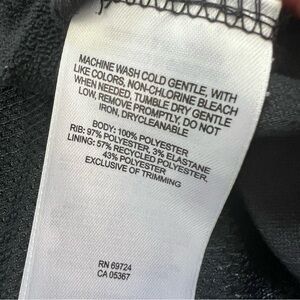 MACHINE WASH COLD GENTLE, WITH
LIKE COLORS, NON-CHLORINE BLEACH
WHEN NEEDED, TUMBLE DRY GENTLE
LOW, REMOVE PROMPTLY, DO NOT
IRON, DRYCLEANABLE
BODY: 100% POLYESTER
RIB: 97% POLYESTER, 3% ELASTANE
LINING: 57% RECYCLED POLYESTER,
43% POLYESTER
EXCLUSIVE OF TRIMMING
RN 69724
CA 05367